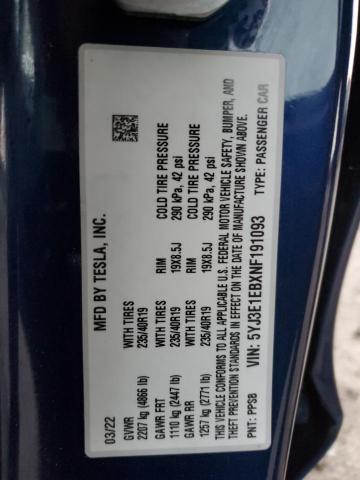 MFD BY TESLA, INC.
03/22
GVWR
2207 kg (4866 lb)
GAWR FRT WITH TIRES RIM COLD TIRE PRESSURE
1110 kg (2447 lb) 235/40R19 19X8.5J 290 kPa, 42 psi
GAWR RR WITH TIRES RIM COLD TIRE PRESSURE
1257 kg (2771 lb) 235/40R19 19X8.5J 290 kPa, 42 psi
THIS VEHICLE CONFORMS TO ALL APPLICABLE U.S. FEDERAL MOTOR VEHICLE SAFETY, BUMPER, AND
THEFT PREVENTION STANDARDS IN EFFECT ON THE DATE OF MANUFACTURE SHOWN ABOVE.
VIN: 5YJ3E1EBXNF191093 TYPE: PASSENGER CAR
PNT: PPSB